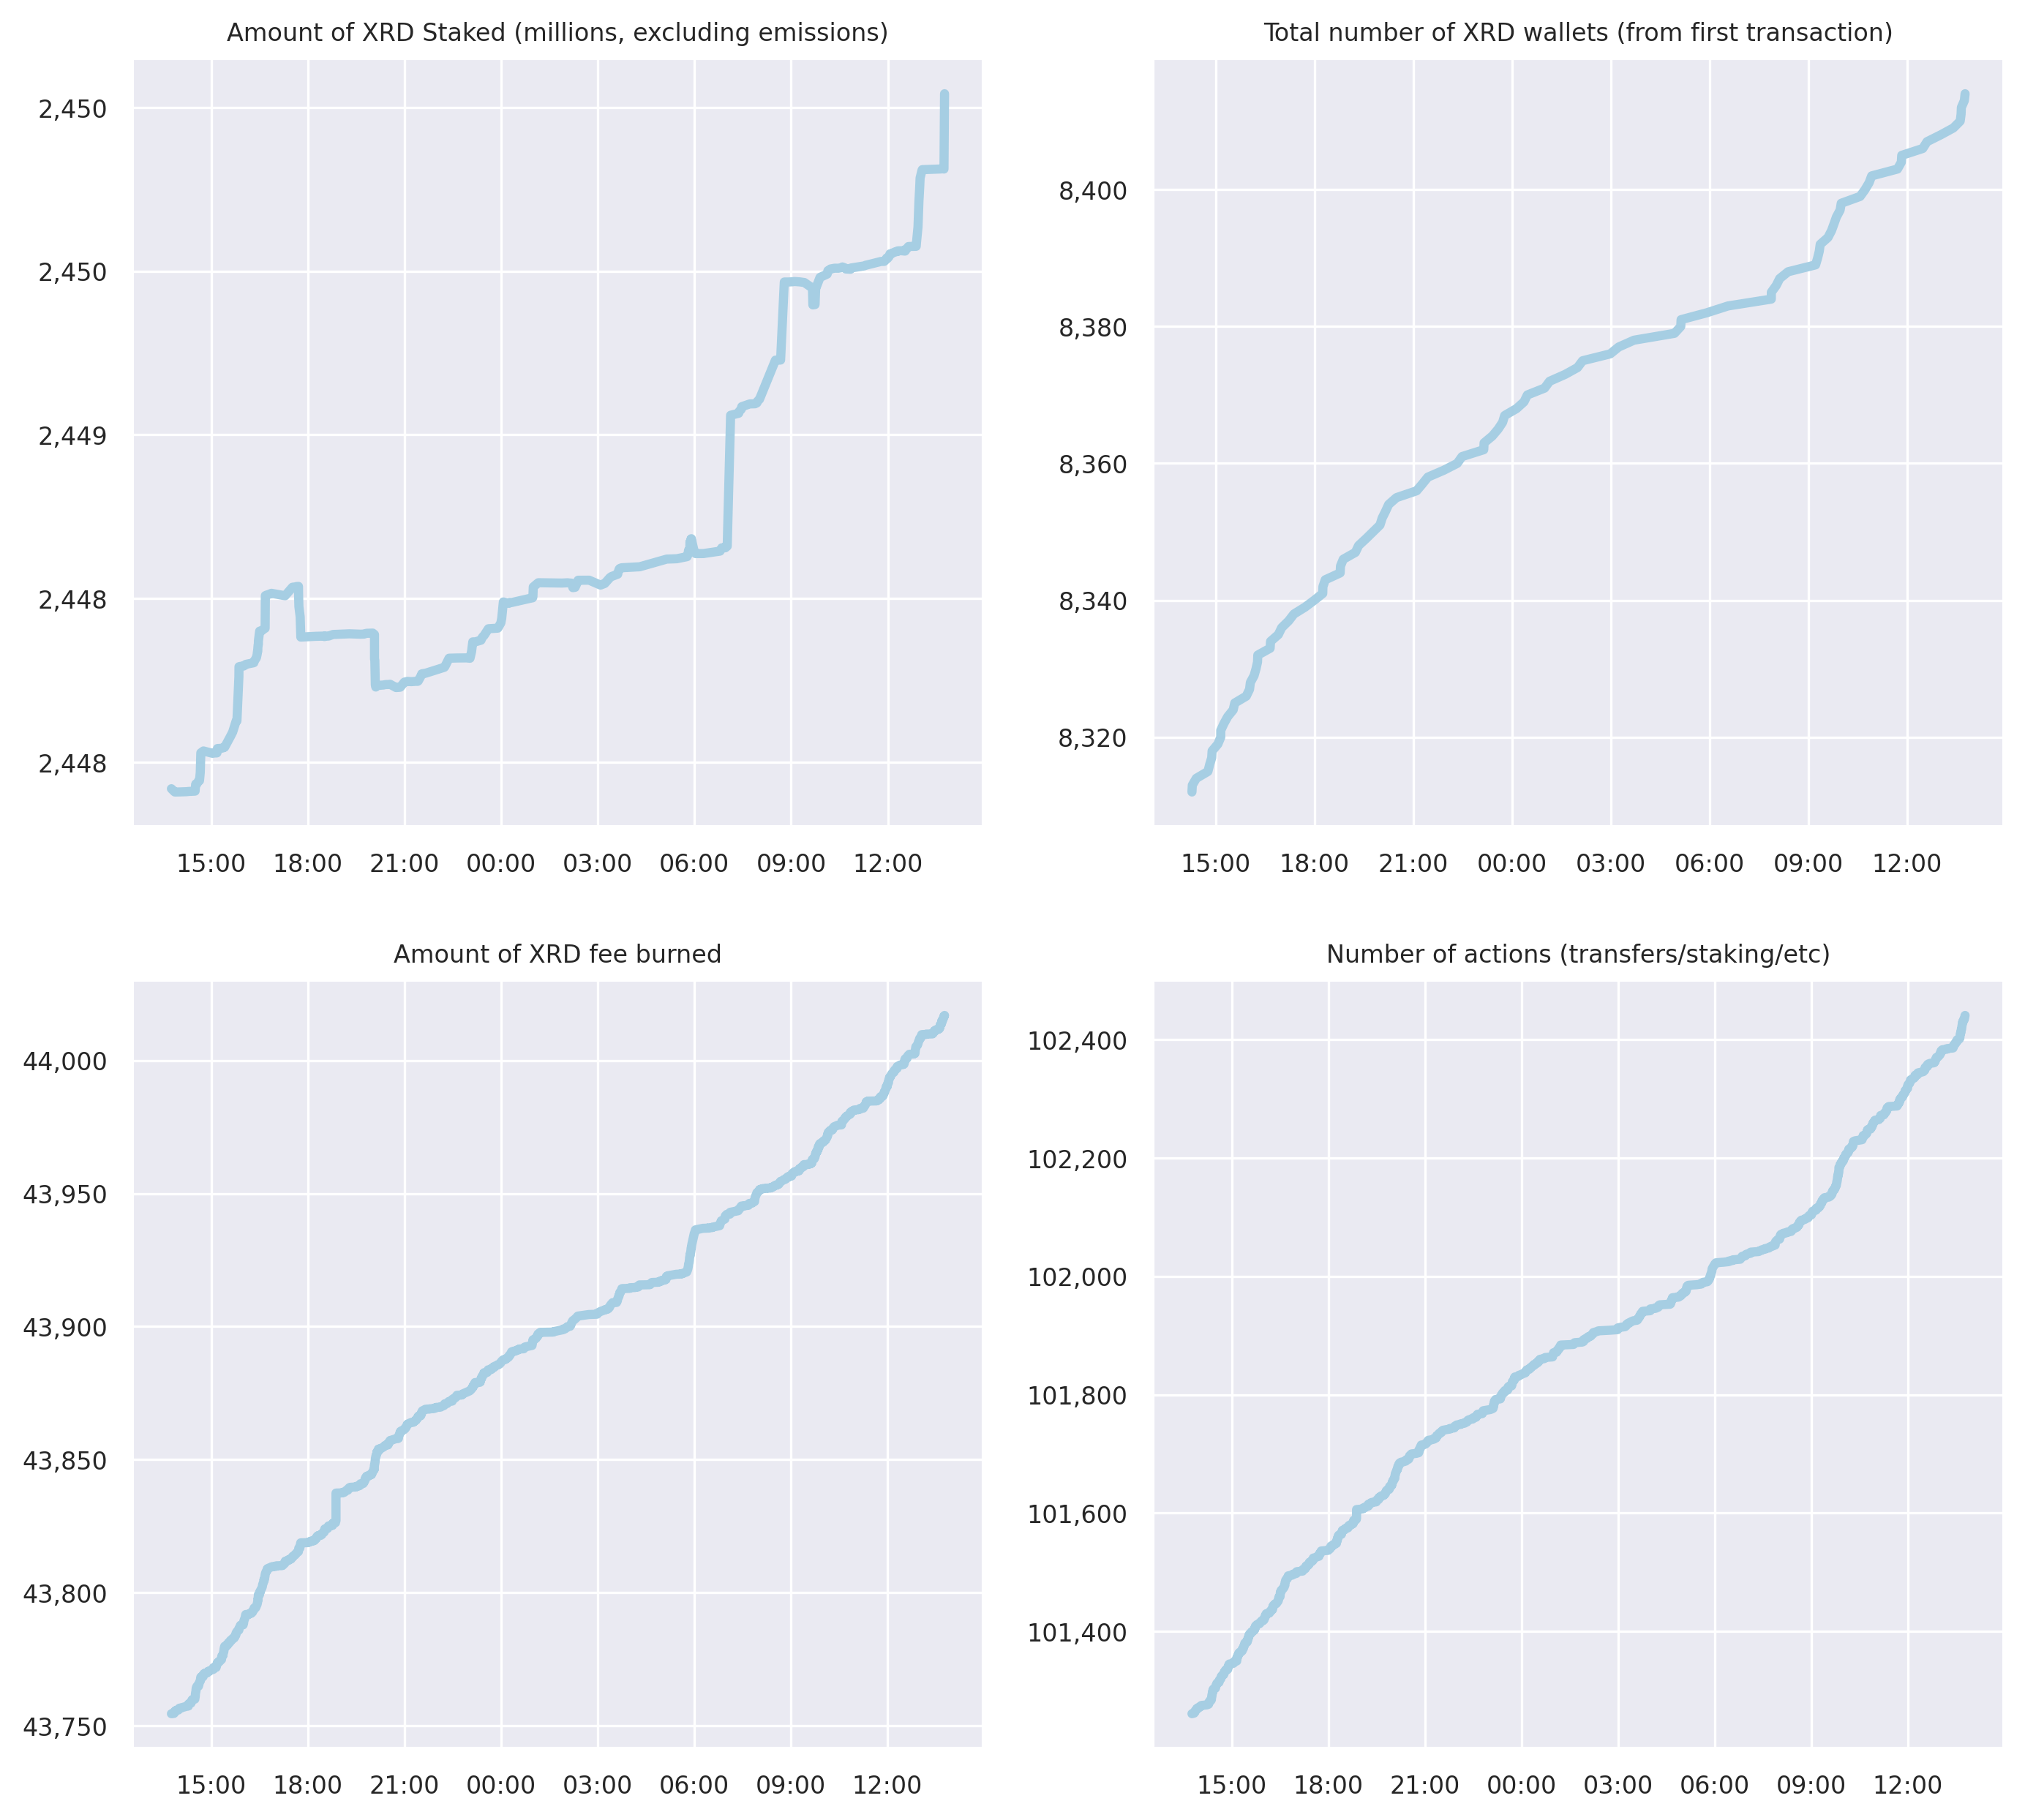 Amount of XRD Staked (millions, excluding emissions)
2,450
2,450
2,449
2,448
2,448
15:00 18:00 21:00 00:00 03:00 06:00 09:00 12:00
Total number of XRD wallets (from first transaction)
8,400
8,380
8,360
8,340
8,320
15:00 18:00 21:00 00:00 03:00 06:00 09:00 12:00
Amount of XRD fee burned
44,000
43,950
43,900
43,850
43,800
43,750
15:00 18:00 21:00 00:00 03:00 06:00 09:00 12:00
Number of actions (transfers/staking/etc)
102,400
102,200
102,000
101,800
101,600
101,400
15:00 18:00 21:00 00:00 03:00 06:00 09:00 12:00